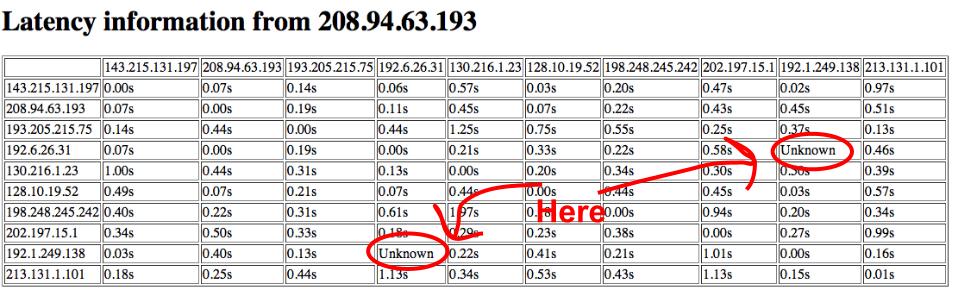 Latency information from 208.94.63.193
143.215.131.197 208.94.63.193 193.205.215.75 192.6.26.31 130.216.1.23 128.10.19.52 198.248.245.242 202.197.15.1 192.1.249.138 213.131.1.101
143.215.131.197 0.00s 0.07s 0.14s 0.06s 0.57s 0.03s 0.20s 0.47s 0.02s 0.97s
208.94.63.193 0.07s 0.00s 0.19s 0.11s 0.45s 0.07s 0.22s 0.43s 0.45s 0.51s
193.205.215.75 0.14s 0.44s 0.00s 0.44s 1.25s 0.75s 0.55s 0.25s 0.37s 0.13s
192.6.26.31 0.07s 0.00s 0.19s 0.00s 0.21s 0.33s 0.22s 0.58s Unknown 0.46s
130.216.1.23 1.00s 0.44s 0.31s 0.13s 0.00s 0.20s 0.34s 0.30s 0.50s 0.39s
128.10.19.52 0.49s 0.07s 0.21s 0.07s 0.44s 0.00s 0.44s 0.45s 0.03s 0.57s
198.248.245.242 0.40s 0.22s 0.31s 0.61s 1.97s 0.00s 0.94s 0.20s 0.34s
Here
202.197.15.1 0.34s 0.50s 0.33s 0.18s 0.29s 0.23s 0.38s 0.00s 0.27s 0.99s
192.1.249.138 0.03s 0.40s 0.13s Unknown 0.22s 0.41s 0.21s 1.01s 0.00s 0.16s
213.131.1.101 0.18s 0.25s 0.44s 1.13s 0.34s 0.53s 0.43s 1.13s 0.15s 0.01s